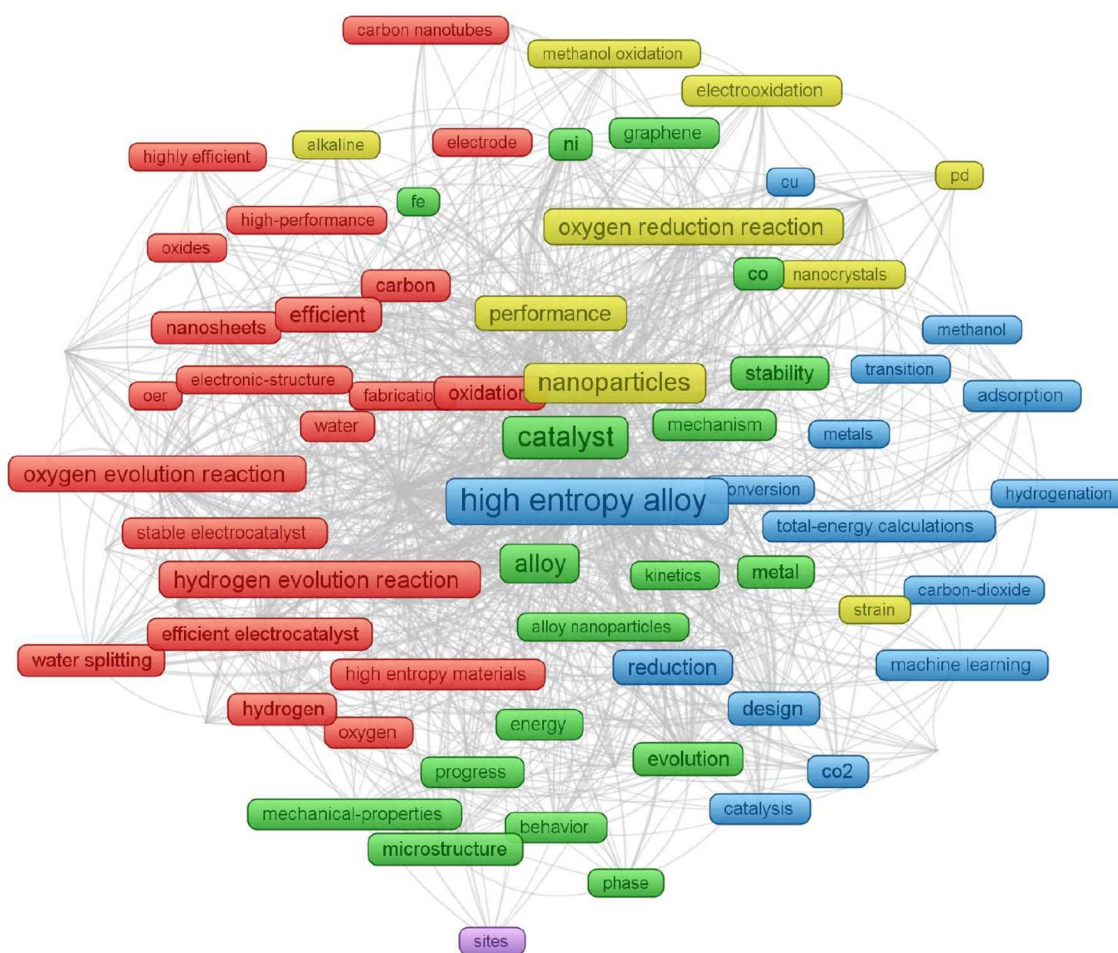 carbon nanotubes
methanol oxidation
electrooxidation
graphene
ni
electrode
alkaline
highly efficient
pd
cu
fe
high-performance
oxygen reduction reaction
oxides
co
nanocrystals
carbon
efficient
performance
nanosheets
methanol
transition
stability
electronic-structure
nanoparticles
oer
fabricatio
oxidation
adsorption
water
mechanism
metals
catalyst
oxygen evolution reaction
high entropy alloy
onversion
hydrogenation
total-energy calculations
stable electrocatalyst
alloy
hydrogen evolution reaction
kinetics
metal
carbon-dioxide
strain
alloy nanoparticles
efficient electrocatalyst
water splitting
high entropy materials
reduction
machine learning
hydrogen
design
energy
oxygen
evolution
progress
co2
catalysis
mechanical-properties
behavior
microstructure
phase
sites